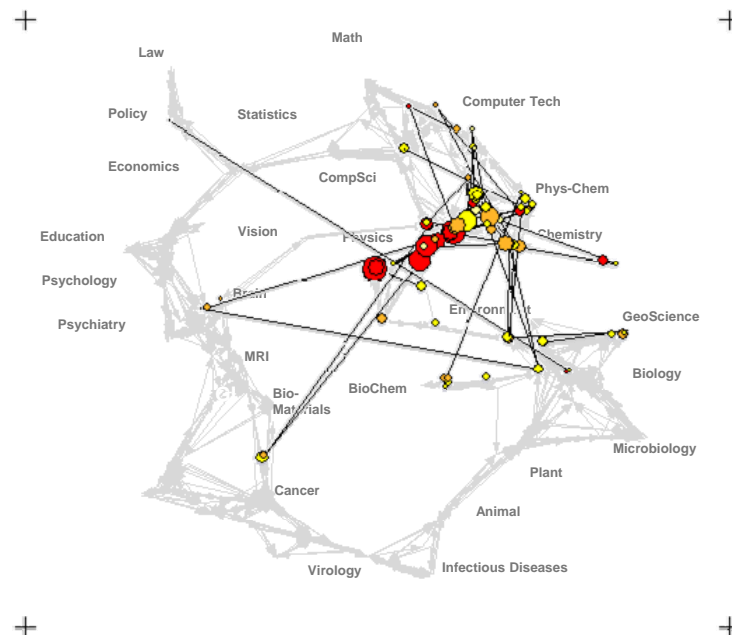 Math
Law
Computer Tech
Policy
Statistics
Economics
CompSci
Phys-Chem
Vision
Physics
Chemistry
Education
Psychology
Brain
Environment
GeoScience
Psychiatry
MRI
Biology
BioChem
Bio-
Materials
Microbiology
Plant
Cancer
Animal
Virology
Infectious Diseases